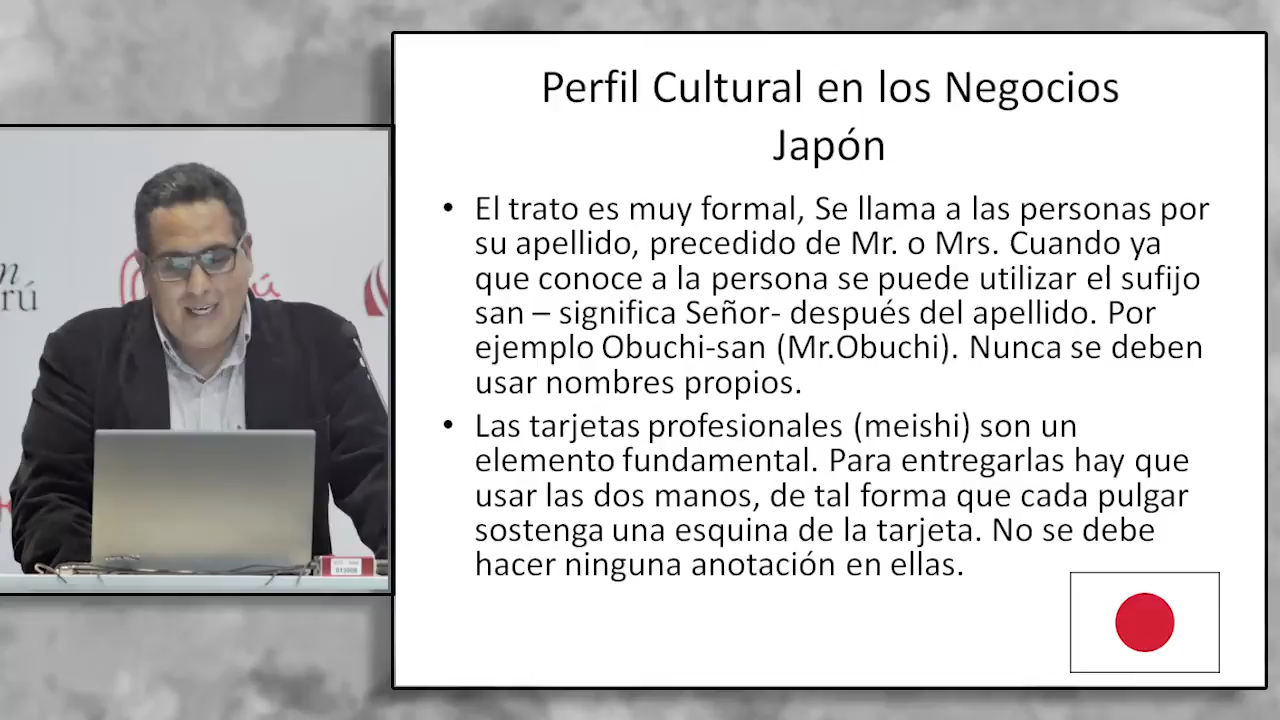 Perfil Cultural en los Negocios
Japón
• El trato es muy formal, Se llama a las personas por
su apellido, precedido de Mr. o Mrs. Cuando ya
que conoce a la persona se puede utilizar el sufijo
san – significa Señor- después del apellido. Por
ejemplo Obuchi-san (Mr.Obuchi). Nunca se deben
usar nombres propios.
• Las tarjetas profesionales (meishi) son un
elemento fundamental. Para entregarlas hay que
usar las dos manos, de tal forma que cada pulgar
sostenga una esquina de la tarjeta. No se debe
hacer ninguna anotación en ellas.